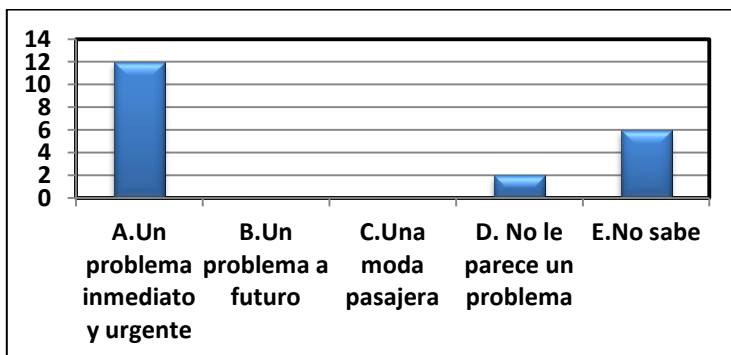 14
12
10
8
6
4
2
0
A.Un problema inmediato y urgente
B.Un problema a futuro
C.Una moda pasajera
D. No le parece un problema
E.No sabe